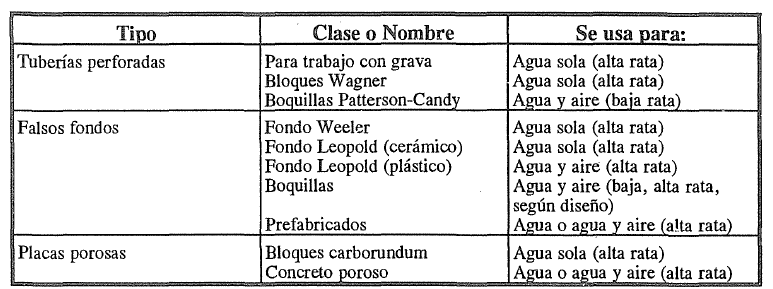 Tipo Clase o Nombre Se usa para:
Tuberías perforadas Para trabajo con grava Agua sola (alta rata)
Bloques Wagner Agua sola (alta rata)
Boquillas Patterson-Candy Agua y aire (baja rata)
Falsos fondos Fondo Weeler Agua sola (alta rata)
Fondo Leopold (cerámico) Agua sola (alta rata)
Fondo Leopold (plástico) Agua y aire (alta rata)
Boquillas Agua y aire (baja, alta rata,
según diseño)
Prefabricados Agua o agua y aire (alta rata)
Placas porosas Bloques carborundum Agua sola (alta rata)
Concreto poroso Agua o agua y aire (alta rata)